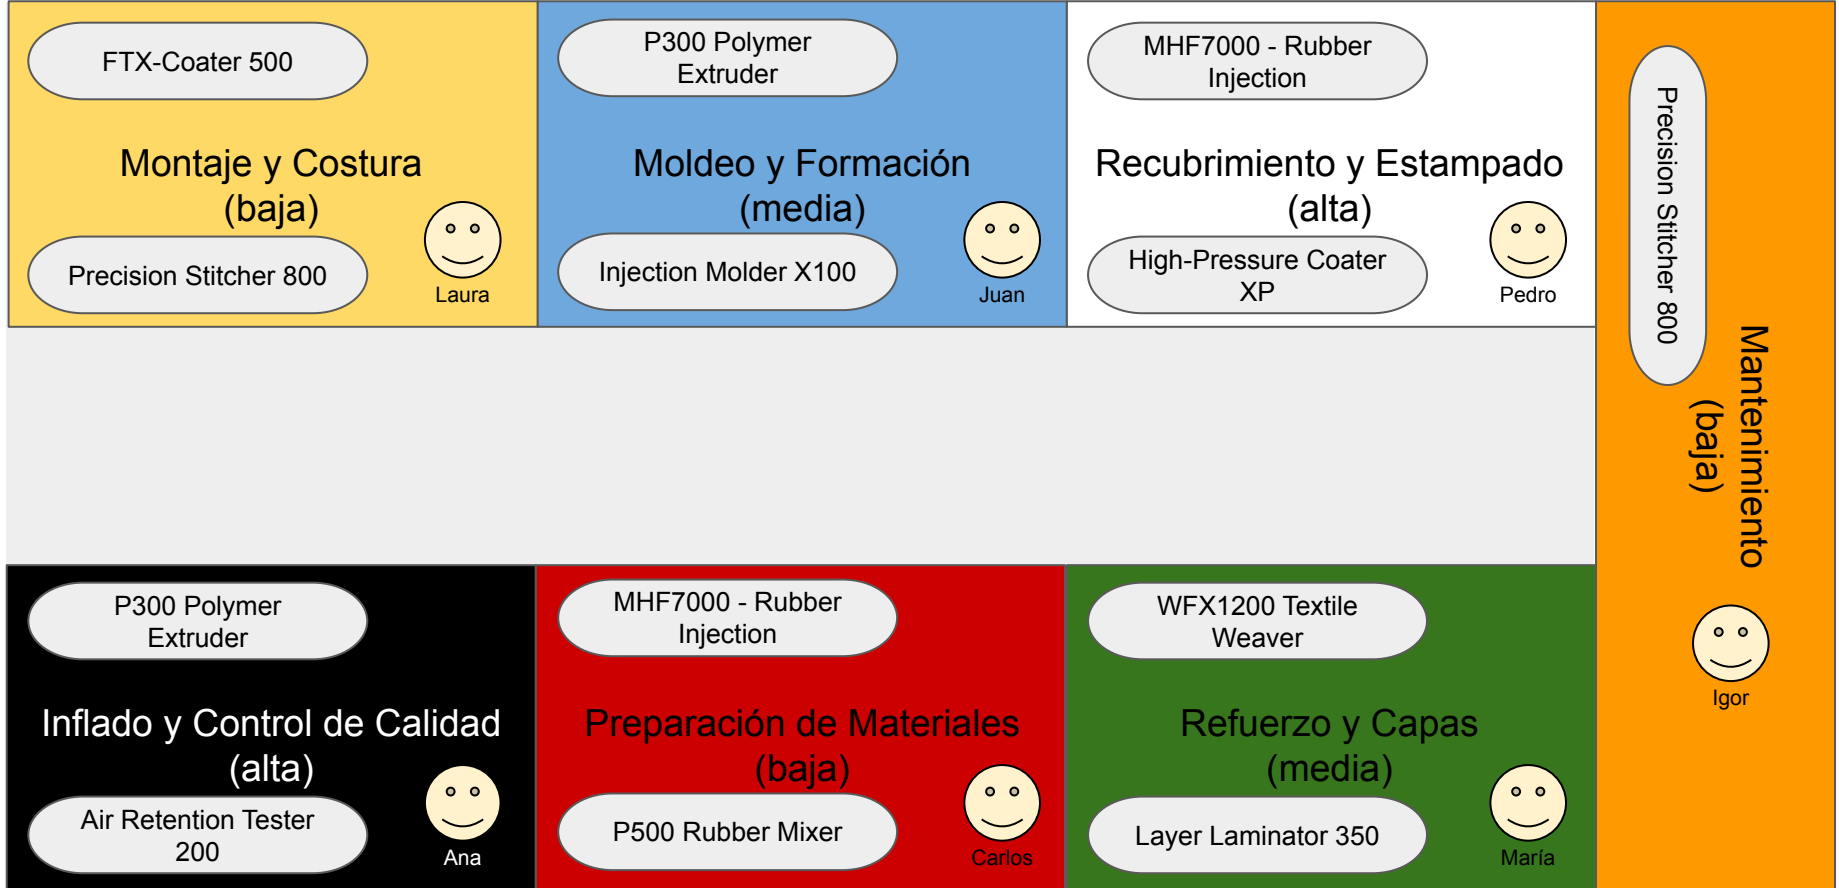 FTX-Coater 500
Montaje y Costura
(baja)
Precision Stitcher 800
Laura
P300 Polymer
Extruder
Moldeo y Formación
(media)
Injection Molder X100
Juan
MHF7000 - Rubber
Injection
Recubrimiento y Estampado
(alta)
High-Pressure Coater
XP
Pedro
Precision Stitcher 800
Mantenimiento
(baja)
Igor
P300 Polymer
Extruder
Inflado y Control de Calidad
(alta)
Air Retention Tester
200
Ana
MHF7000 - Rubber
Injection
Preparación de Materiales
(baja)
P500 Rubber Mixer
Carlos
WFX1200 Textile
Weaver
Refuerzo y Capas
(media)
Layer Laminator 350
María